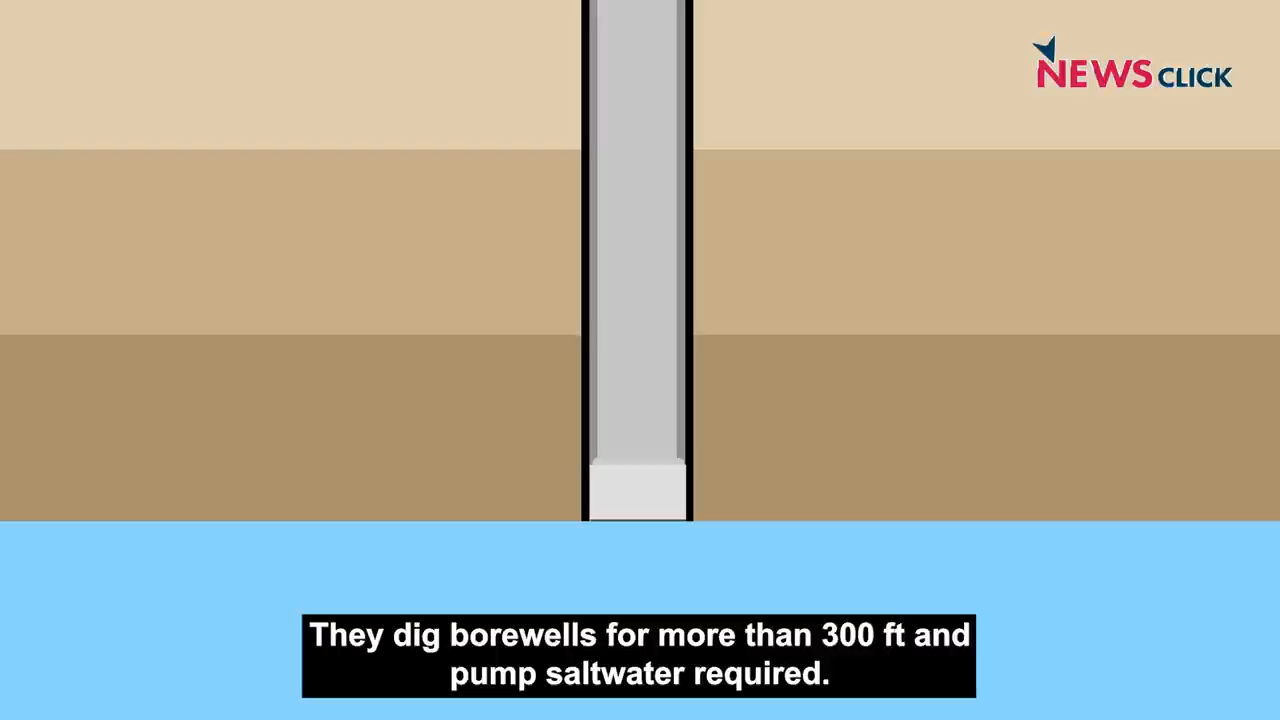 NEWS CLICK
They dig borewells for more than 300 ft and
pump saltwater required.